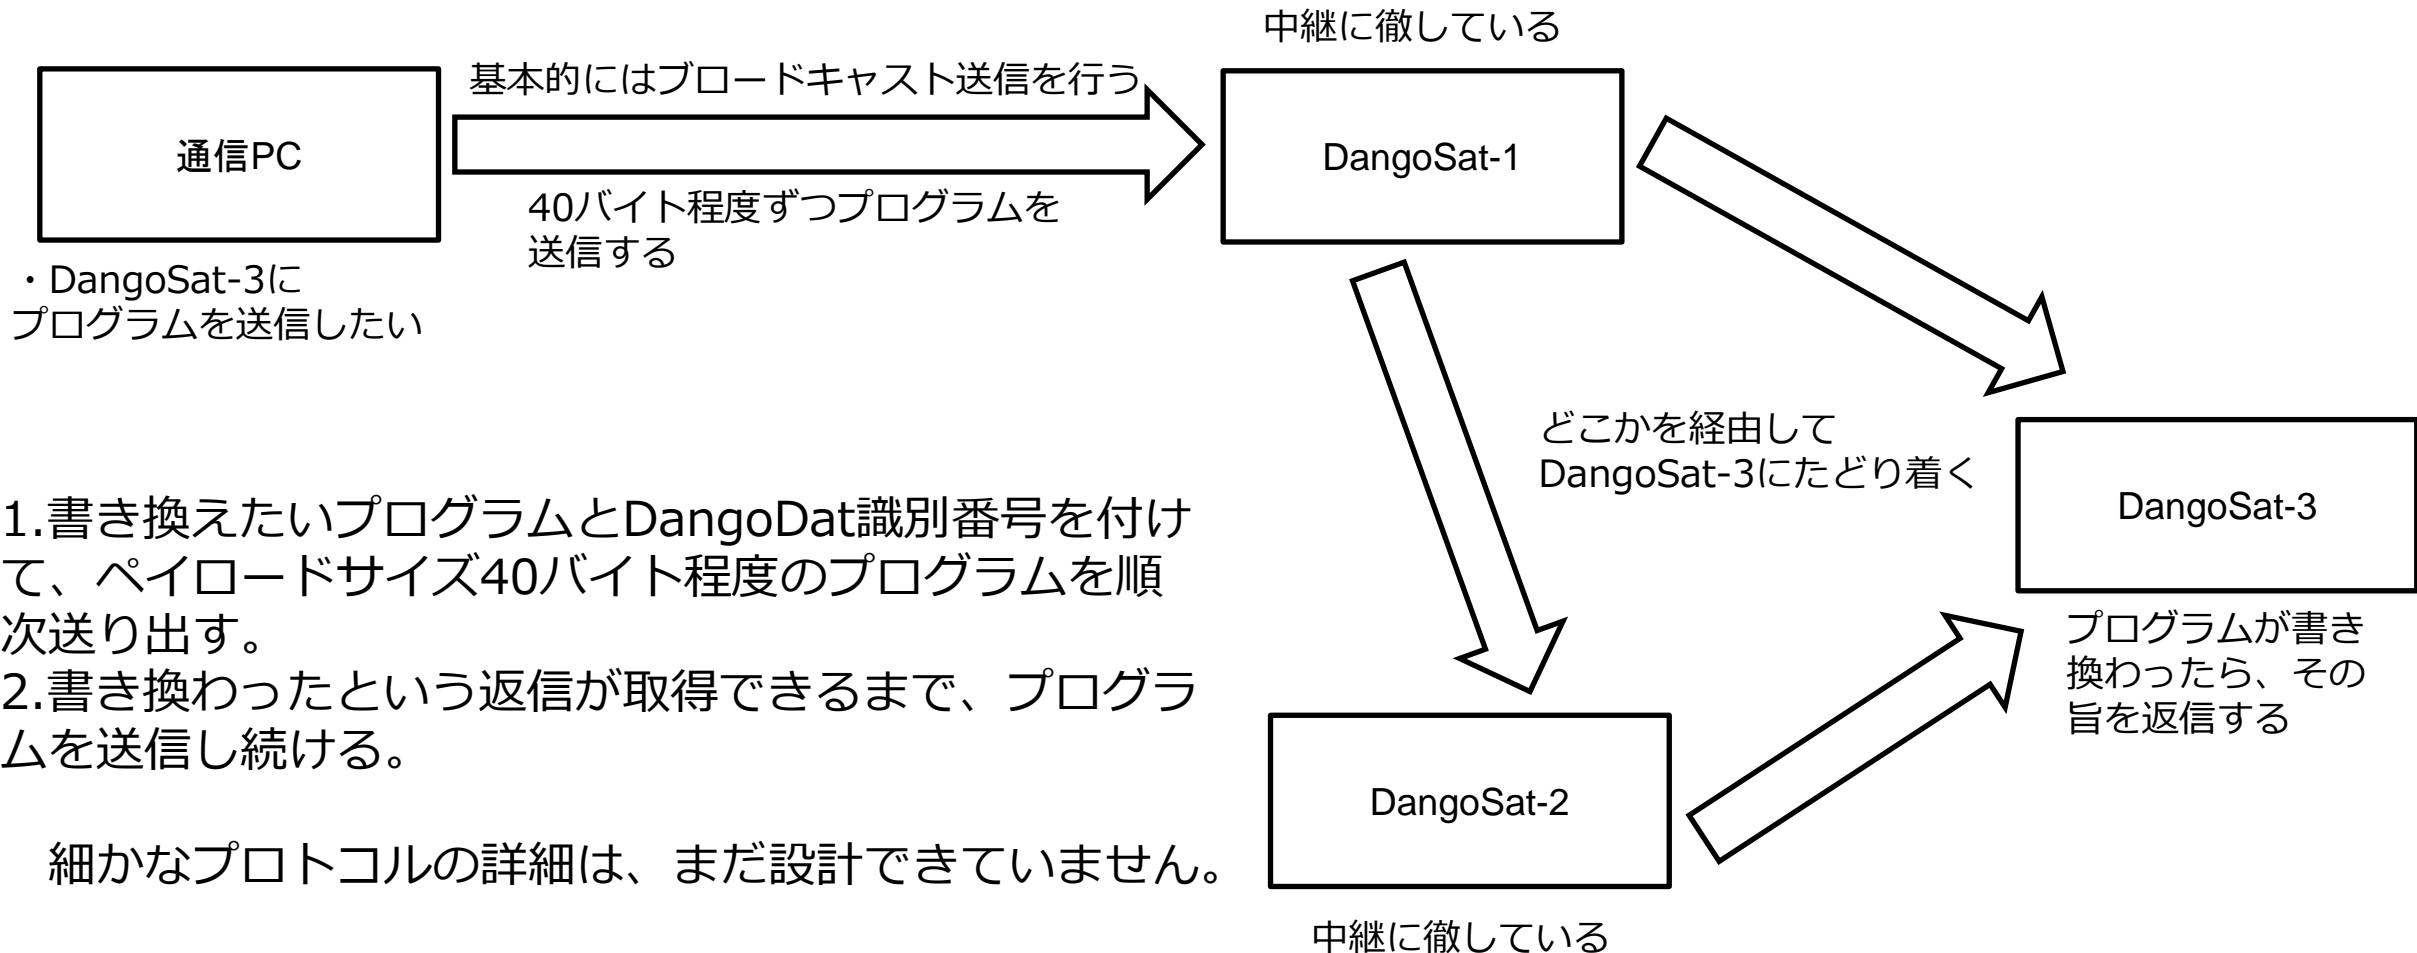 中継に徹している
基本的にはブロードキャスト送信を行う
通信PC
DangoSat-1
40バイト程度ずつプログラムを
送信する
・DangoSat-3に
プログラムを送信したい
どこかを経由して
DangoSat-3にたどり着く
DangoSat-3
1.書き換えたいプログラムとDangoDat識別番号を付け
て、ペイロードサイズ40バイト程度のプログラムを順
次送り出す。
2.書き換わったという返信が取得できるまで、プログラ
ムを送信し続ける。
細かなプロトコルの詳細は、まだ設計できていません。
プログラムが書き
換わったら、その
旨を返信する
DangoSat-2
中継に徹している